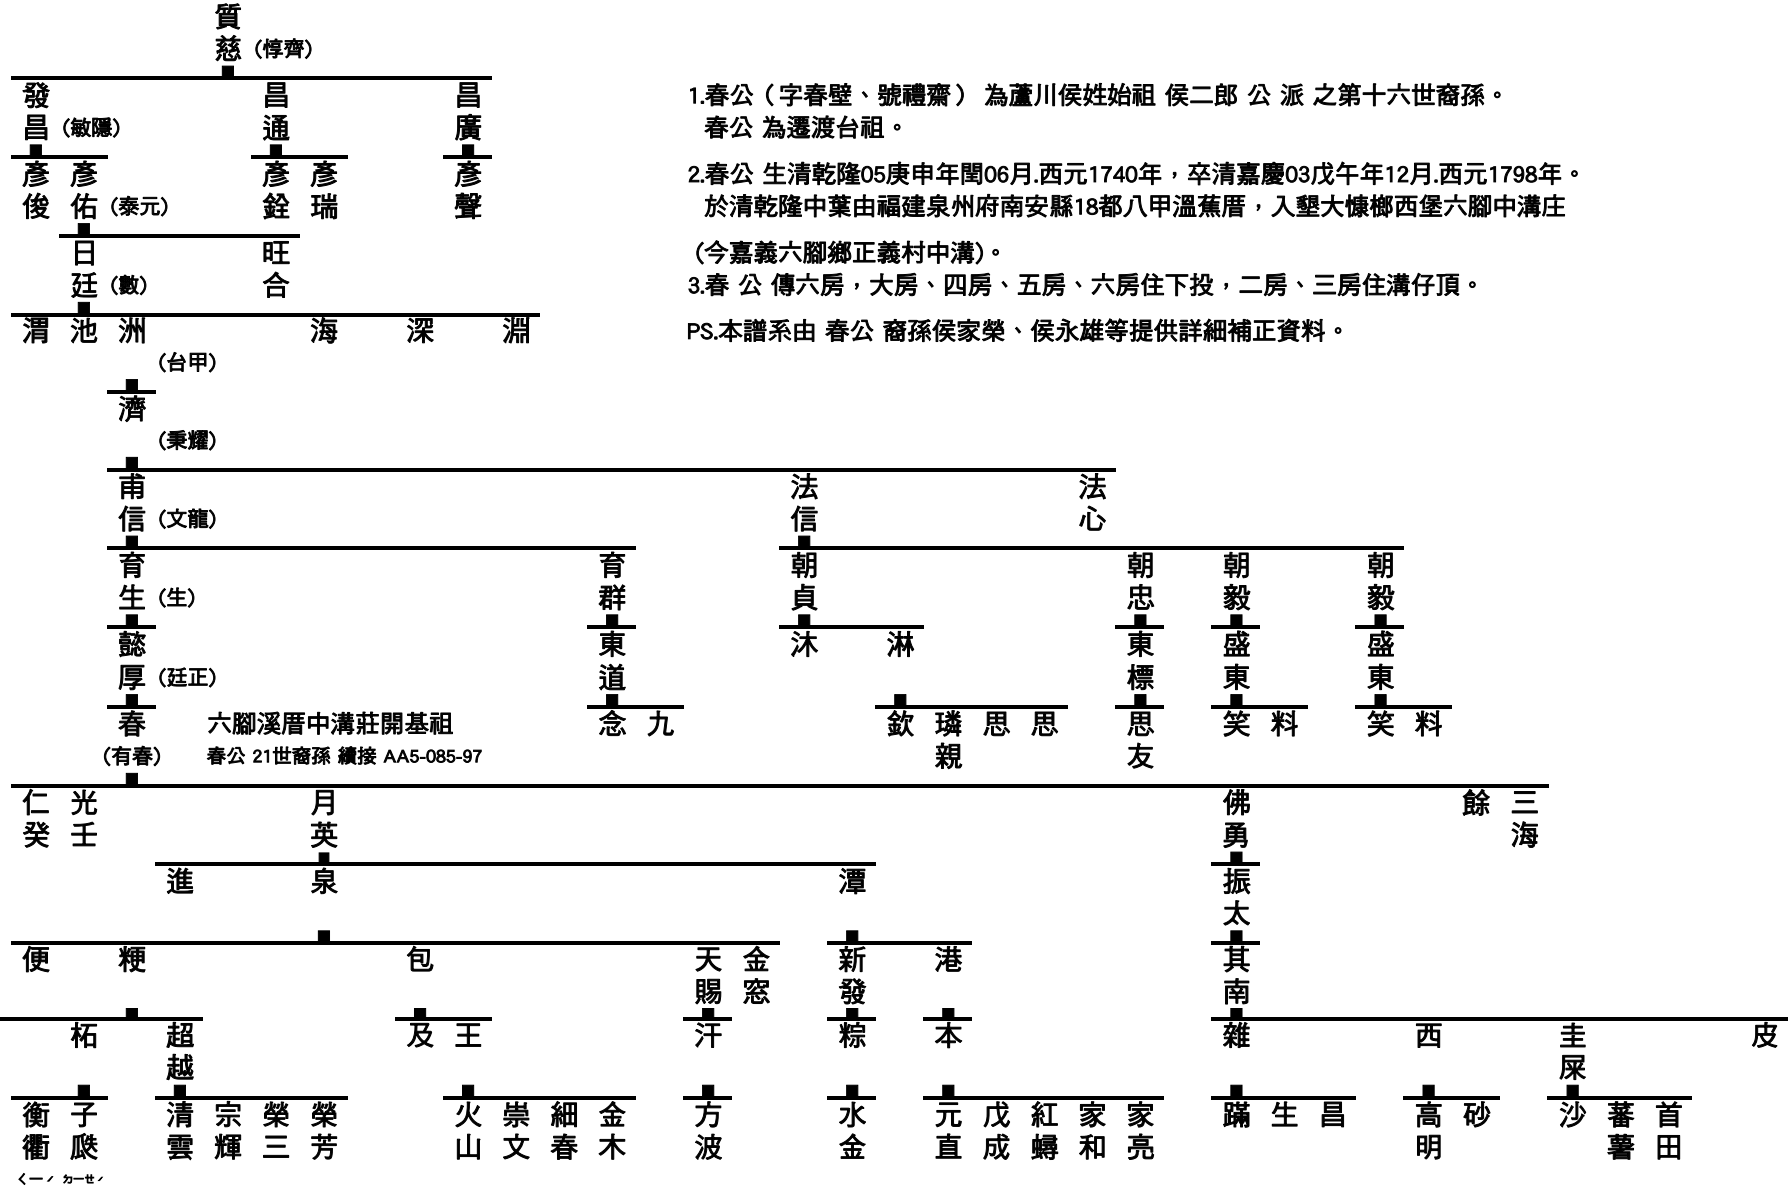 質慈 (惇齊)
發昌 (敏隱) 昌通 昌廣
彥俊 彥佑 (泰元) 彥銓 彥瑞 彥聲
日廷 (數) 旺合
渭 池 洲 海 深 淵
(台甲)
濟
(秉耀)
甫信 (文龍) 法信 法心
育生 (生) 育群 朝貞 朝忠 朝毅 朝毅
懿厚 (廷正) 東道 沐 淋 東標 盛東 盛東
春 念 九 欽 璘親 思 思 思友 笑 料 笑 料
(有春)
六腳溪厝中溝莊開基祖
春公 21世裔孫 續接 AA5-085-97
仁癸 光壬 月英 佛勇 餘 三海
進 泉 潭 振太
便 粳 包 天賜 金窓 新發 港 其南
柘 超越 及 王 汗 粽 本 雜 西 圭屎 皮
衡衢 子瓞 清雲 宗輝 榮三 榮芳 火山 崇文 細春 金木 方波 水金 元直 戊成 紅蟳 家和 家亮 蹣 生 昌 高明 砂 沙 蕃薯 首田
ㄑㄧˊ ㄉㄧㄝˊ
1.春公（字春壁、號禮齋） 為蘆川侯姓始祖 侯二郎 公 派 之第十六世裔孫。
春公 為遷渡台祖。
2.春公 生清乾隆05庚申年閏06月.西元1740年，卒清嘉慶03戊午年12月.西元1798年。
於清乾隆中葉由福建泉州府南安縣18都八甲溫蕉厝，入墾大慷榔西堡六腳中溝庄
(今嘉義六腳鄉正義村中溝)。
3.春 公 傳六房，大房、四房、五房、六房住下投，二房、三房住溝仔頂。
PS.本譜系由 春公 裔孫侯家榮、侯永雄等提供詳細補正資料。